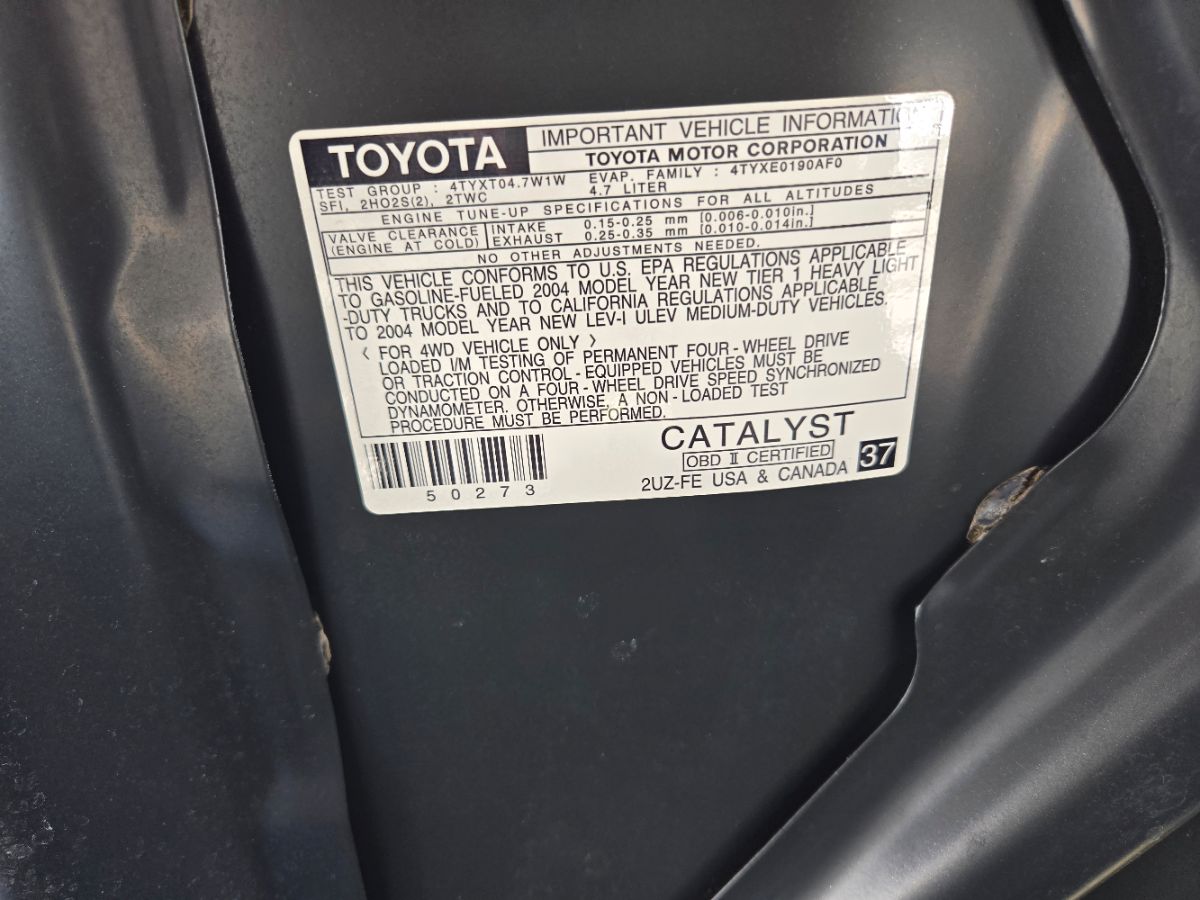 TOYOTA
IMPORTANT VEHICLE INFORMATION
TOYOTA MOTOR CORPORATION
TEST GROUP : 4TYXT04.7W1W EVAP. FAMILY : 4TYXE0190AF0
SFI, 2HO2S(2), 2TWC 4.7 LITER
ENGINE TUNE-UP SPECIFICATIONS FOR ALL ALTITUDES
VALVE CLEARANCE INTAKE 0.15-0.25 mm [0.006-0.010in.]
(ENGINE AT COLD) EXHAUST 0.25-0.35 mm [0.010-0.014in.]
NO OTHER ADJUSTMENTS NEEDED.
THIS VEHICLE CONFORMS TO U.S. EPA REGULATIONS APPLICABLE
TO GASOLINE-FUELED 2004 MODEL YEAR NEW TIER 1 HEAVY LIGHT
-DUTY TRUCKS AND TO CALIFORNIA REGULATIONS APPLICABLE
TO 2004 MODEL YEAR NEW LEV-I ULEV MEDIUM-DUTY VEHICLES.
< FOR 4WD VEHICLE ONLY >
LOADED I/M TESTING OF PERMANENT FOUR - WHEEL DRIVE
OR TRACTION CONTROL - EQUIPPED VEHICLES MUST BE
CONDUCTED ON A FOUR - WHEEL DRIVE SPEED SYNCHRONIZED
DYNAMOMETER. OTHERWISE, A NON - LOADED TEST
PROCEDURE MUST BE PERFORMED.
CATALYST
OBD II CERTIFIED
37
2UZ-FE USA & CANADA
50273